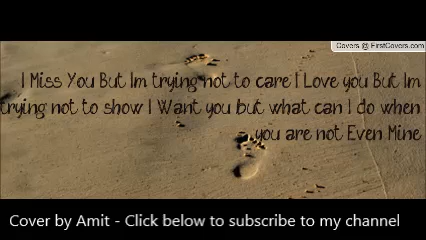 Covers @ FirstCovers.com
I Miss You But Im trying not to care I Love you But Im
trying not to show I Want you but what can I do when
you are not Even Mine
Cover by Amit - Click below to subscribe to my channel